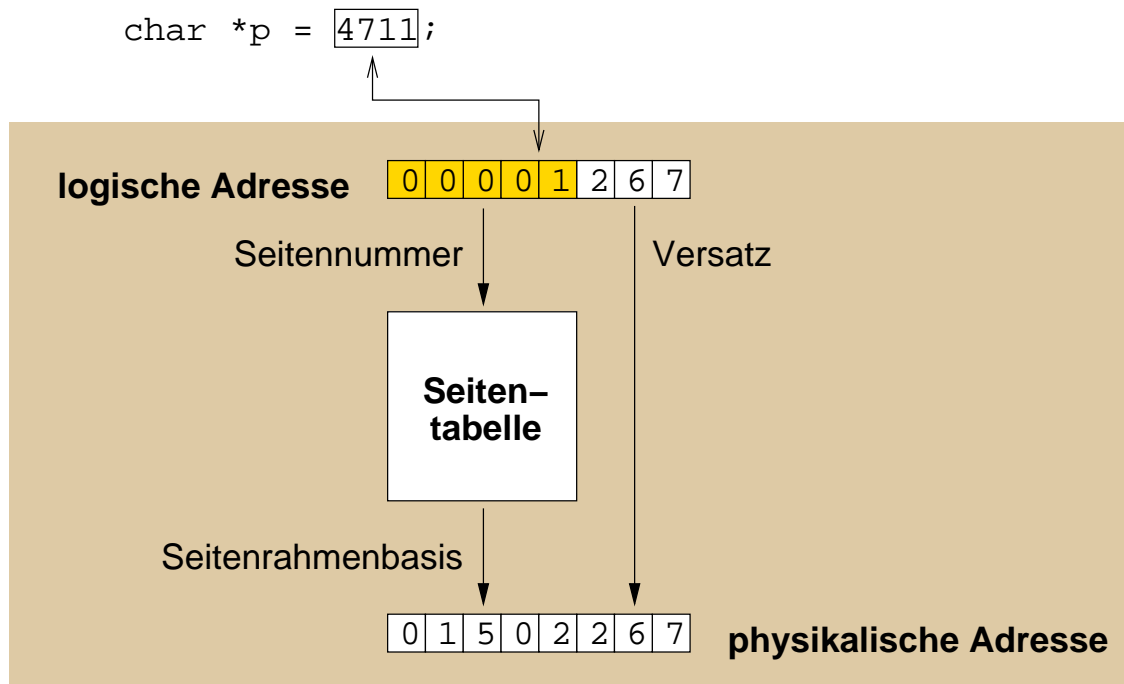 char *p = 4711;
logische Adresse 0 0 0 0 1 2 6 7
Seitennummer Versatz
Seiten–
tabelle
Seitenrahmenbasis
0 1 5 0 2 2 6 7 physikalische Adresse